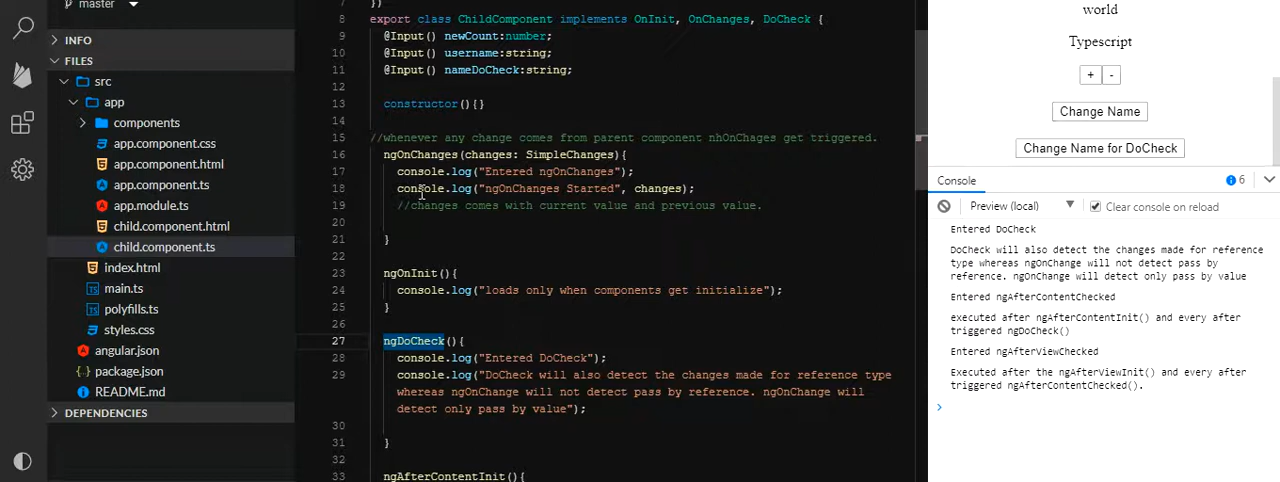 master
INFO
FILES
src
app
components
app.component.css
app.component.html
app.component.ts
app.module.ts
child.component.html
child.component.ts
index.html
main.ts
polyfills.ts
styles.css
angular.json
package.json
README.md
DEPENDENCIES
7 })
8 export class ChildComponent implements OnInit, OnChanges, DoCheck {
9 @Input() newCount:number;
10 @Input() username:string;
11 @Input() nameDoCheck:string;
12
13 constructor(){}
14
15 //whenever any change comes from parent component nhOnChages get triggered.
16 ngOnChanges(changes: SimpleChanges){
17 console.log("Entered ngOnChanges");
18 console.log("ngOnChanges Started", changes);
19 //changes comes with current value and previous value.
20
21 }
22
23 ngOnInit(){
24 console.log("loads only when components get initialize");
25 }
26
27 ngDoCheck(){
28 console.log("Entered DoCheck");
29 console.log("DoCheck will also detect the changes made for reference type
whereas ngOnChange will not detect pass by reference. ngOnChange will
detect only pass by value");
30
31 }
32
33 ngAfterContentInit(){
world
Typescript
+ -
Change Name
Change Name for DoCheck
Console 6
Preview (local) Clear console on reload
Entered DoCheck
DoCheck will also detect the changes made for reference
type whereas ngOnChange will not detect pass by
reference. ngOnChange will detect only pass by value
Entered ngAfterContentChecked
executed after ngAfterContentInit() and every after
triggered ngDoCheck()
Entered ngAfterViewChecked
Executed after the ngAfterViewInit() and every after
triggered ngAfterContentChecked().
>